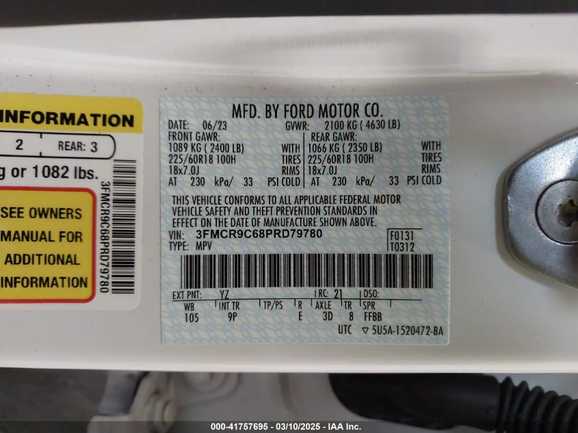 INFORMATION
2 REAR: 3
g or 1082 lbs.
SEE OWNERS
MANUAL FOR
ADDITIONAL
INFORMATION
3FMCR9C68PRD79780
MFD. BY FORD MOTOR CO.
DATE: 06/23 GVWR: 2100 KG ( 4630 LB)
FRONT GAWR: REAR GAWR:
1089 KG ( 2400 LB) WITH 1066 KG ( 2350 LB) WITH
225/60R18 100H TIRES 225/60R18 100H TIRES
18x7.0J RIMS 18x7.0J RIMS
AT 230 kPa/ 33 PSI COLD AT 230 kPa/ 33 PSI COLD
THIS VEHICLE CONFORMS TO ALL APPLICABLE FEDERAL MOTOR
VEHICLE SAFETY AND THEFT PREVENTION STANDARDS IN
EFFECT ON THE DATE OF MANUFACTURE SHOWN ABOVE.
VIN: 3FMCR9C68PRD79780 F0131
TYPE: MPV T0312
EXT PNT: YZ RC: 21 DSO:
WB INT TR TP/PS R AXLE TR SPR
105 9P E 3D 8 FFBB
UTC ▽ 5U5A-1520472-BA
000-41757695 - 03/10/2025 - IAA Inc.